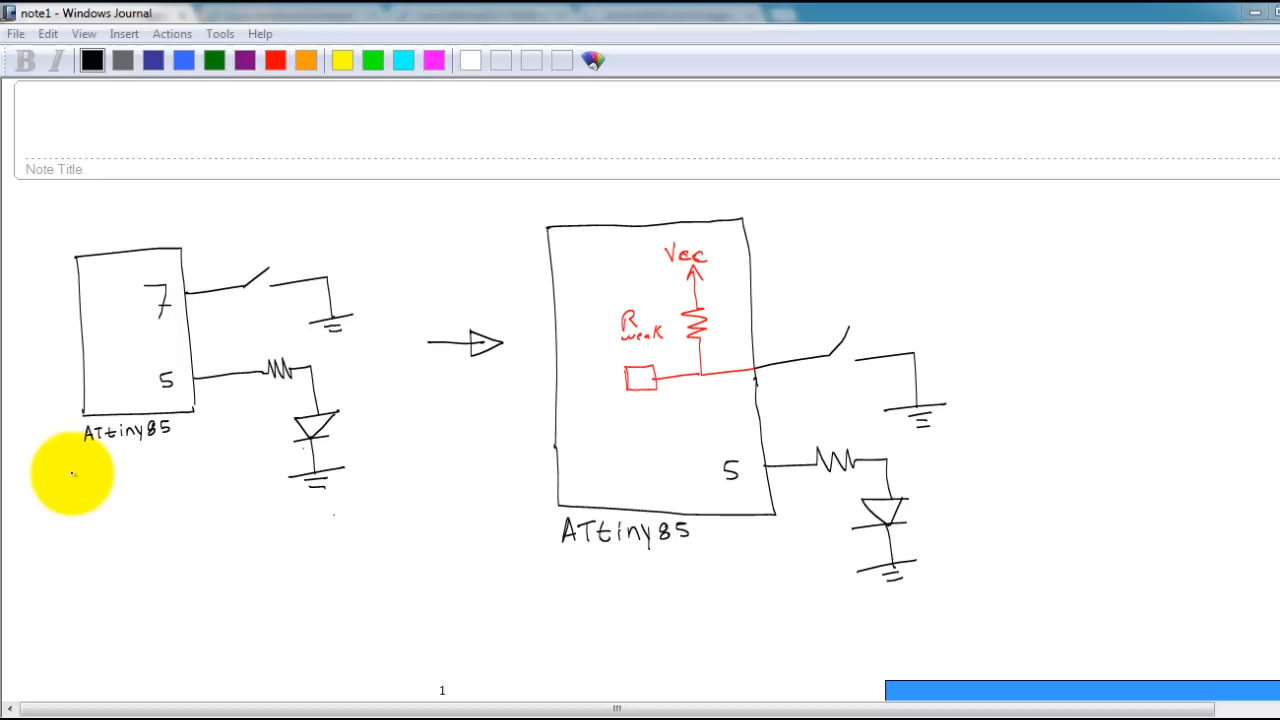 note1 - Windows Journal
File Edit View Insert Actions Tools Help
B I
Note Title
7
5
ATtiny85
Vcc
R
weak
5
ATtiny85
1